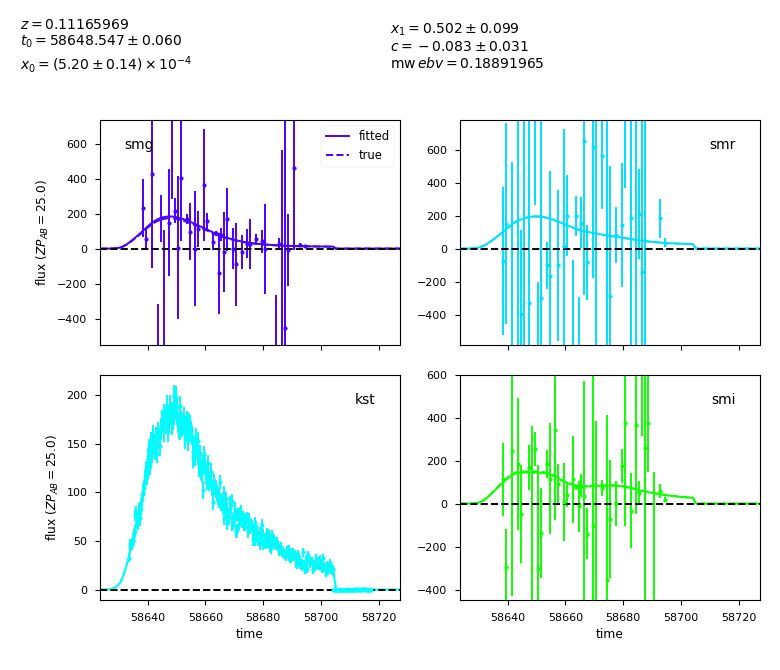 z = 0.11165969
t₀ = 58648.547 ± 0.060
x₀ = (5.20 ± 0.14) × 10⁻⁴
x₁ = 0.502 ± 0.099
c = −0.083 ± 0.031
mw ebv = 0.18891965
smg
fitted
true
600
400
200
0
−200
−400
flux (ZP_AB = 25.0)
smr
600
400
200
0
−200
−400
kst
200
150
100
50
0
flux (ZP_AB = 25.0)
58640 58660 58680 58700 58720
time
smi
600
400
200
0
−200
−400
58640 58660 58680 58700 58720
time